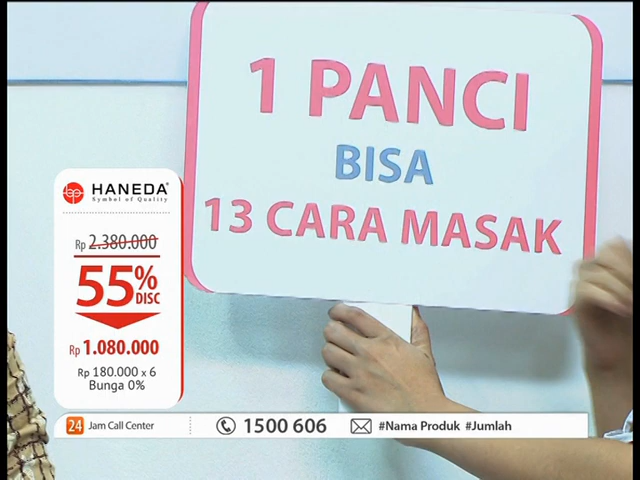 1 PANCI
BISA
13 CARA MASAK
HANEDA®
Symbol of Quality
Rp 2.380.000
55% DISC
Rp 1.080.000
Rp 180.000 x 6
Bunga 0%
24 Jam Call Center
1500 606
#Nama Produk #Jumlah